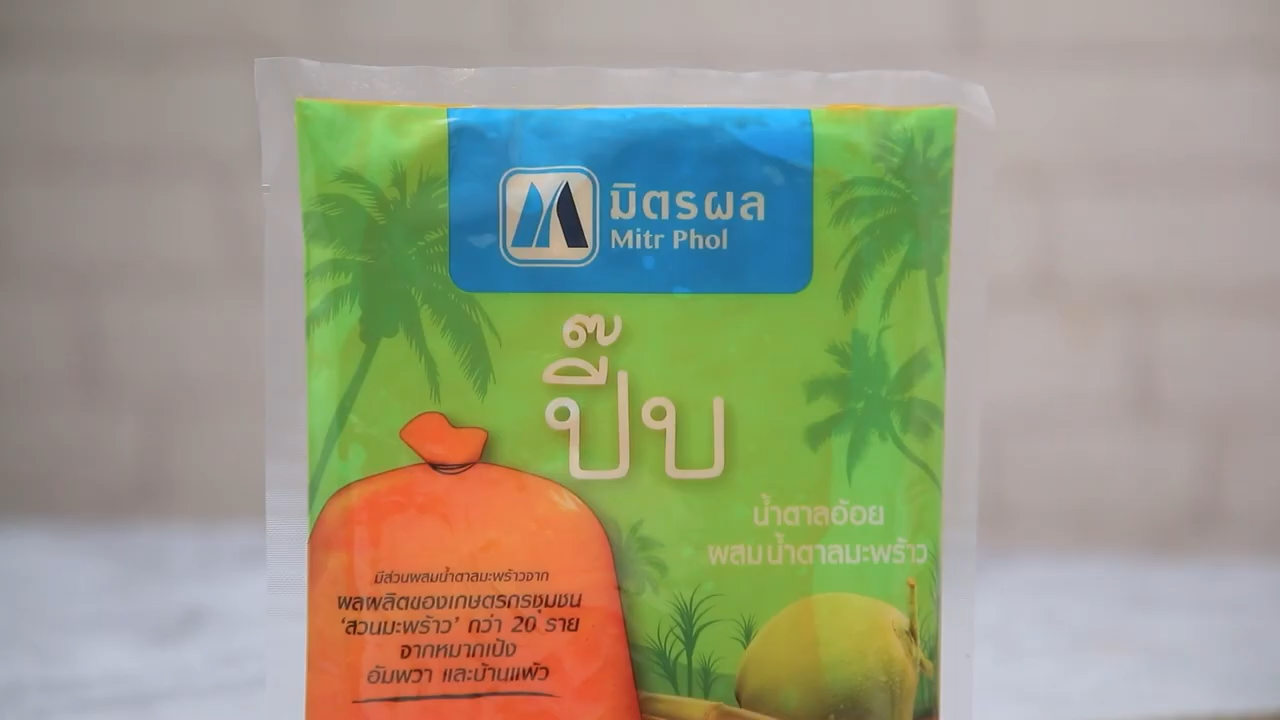 มิตรผล
Mitr Phol
ปี๊บ
น้ำตาลอ้อย
ผสมน้ำตาลมะพร้าว
มีส่วนผสมน้ำตาลมะพร้าวจาก
ผลผลิตของเกษตรกรชุมชน
‘สวนมะพร้าว’ กว่า 20 ราย
จากหมากเป้ง
อัมพวา และบ้านแพ้ว